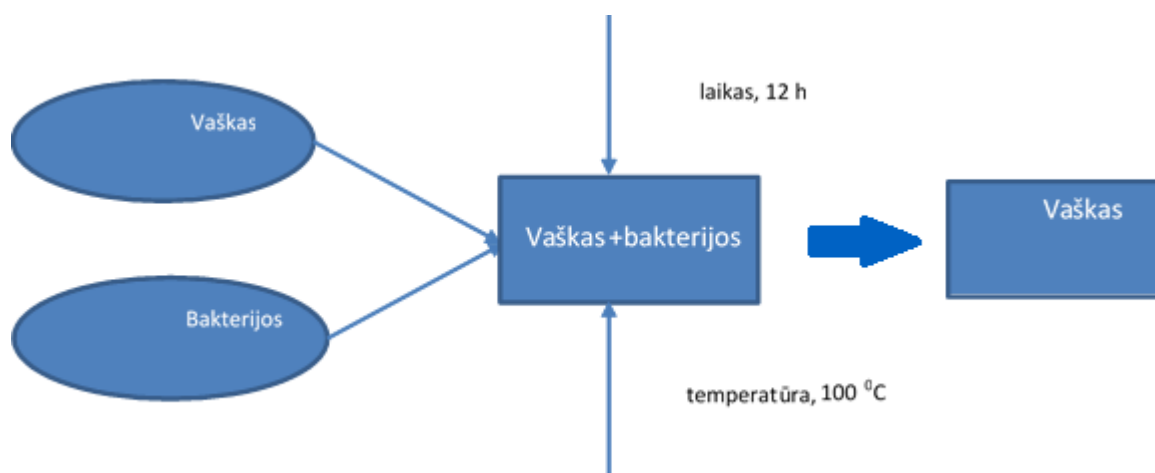 laikas, 12 h
Vaškas
Vaškas
Vaškas+bakterijos
Bakterijos
temperatūra, 100 ⁰C